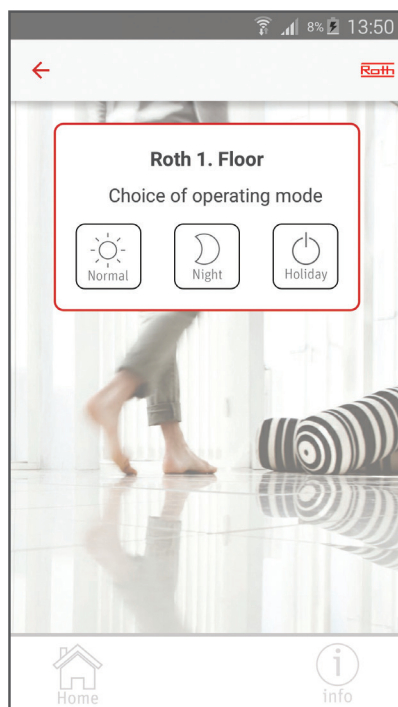 8% 13:50
Roth
Roth 1. Floor
Choice of operating mode
Normal Night Holiday
Home info